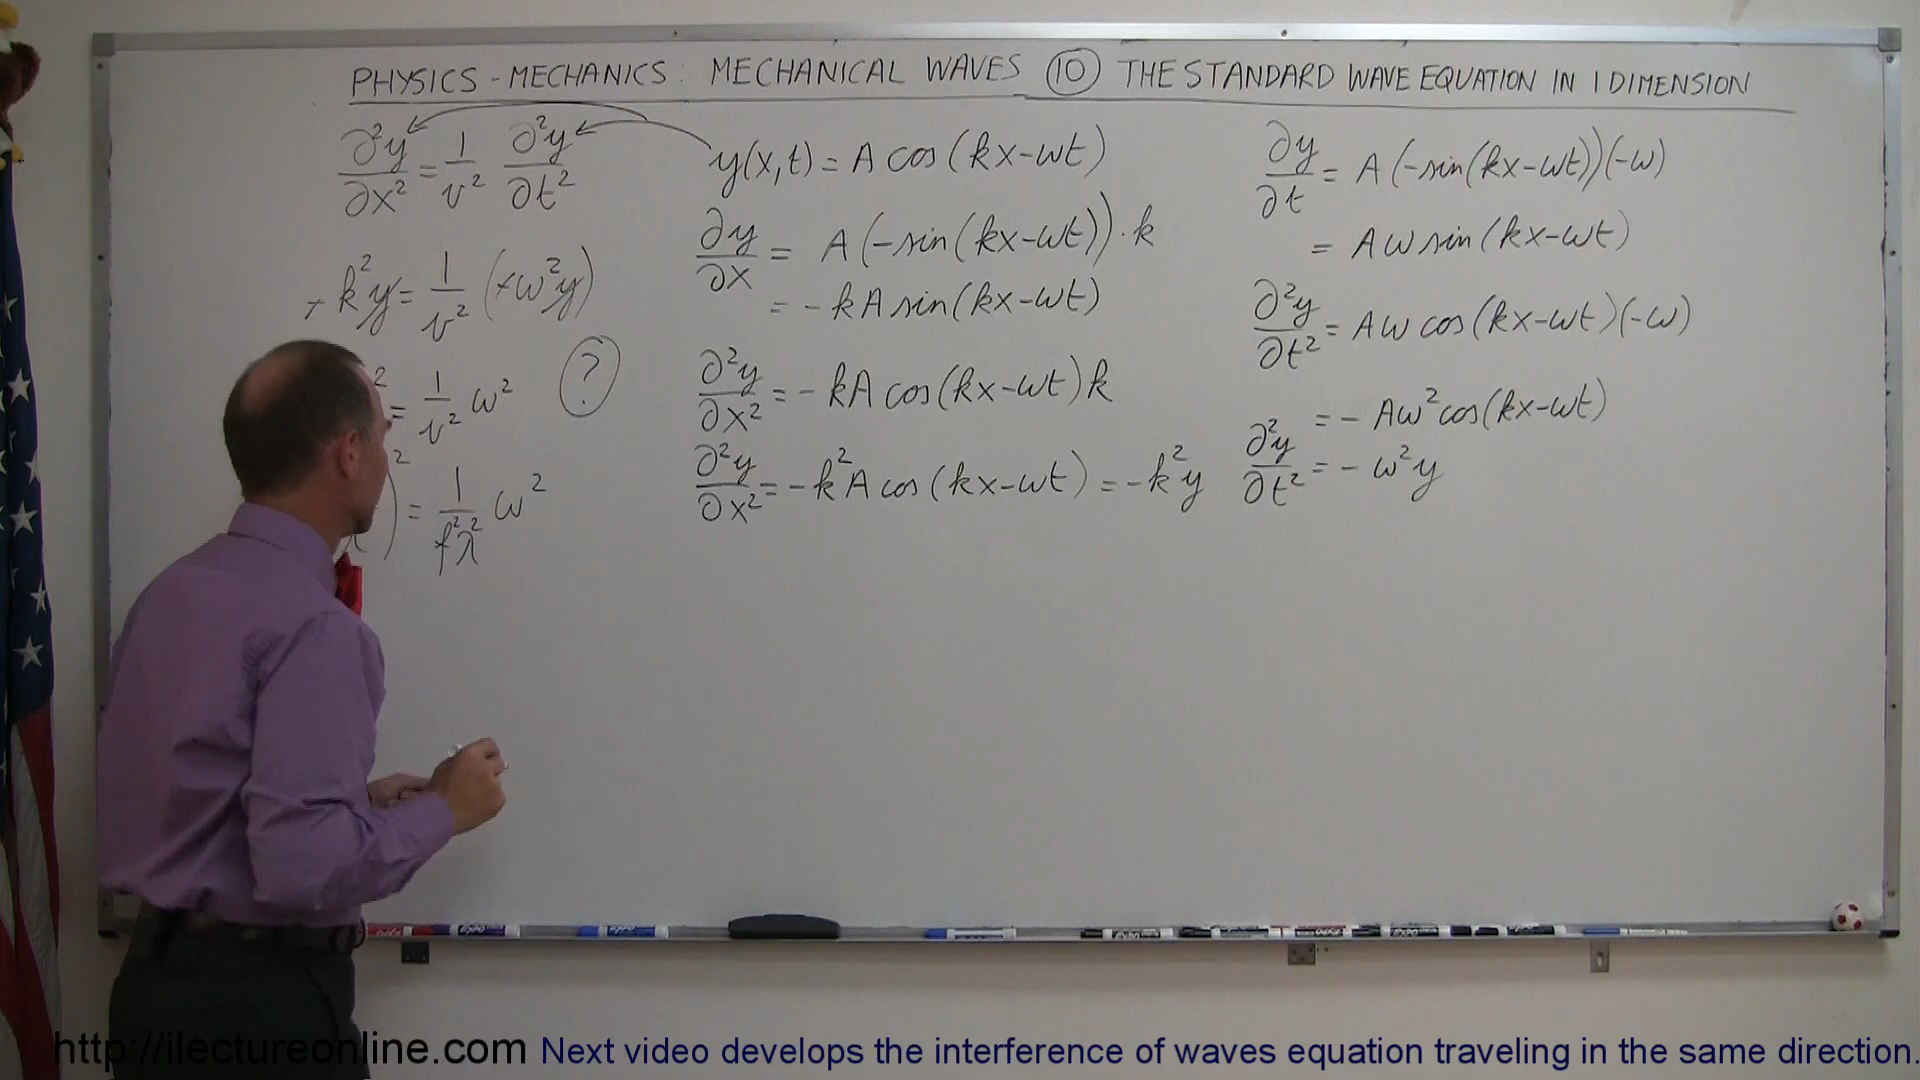 PHYSICS - MECHANICS: MECHANICAL WAVES ⑩ THE STANDARD WAVE EQUATION IN 1 DIMENSION
∂²y/∂x² = 1/v² ∂²y/∂t²
-k²y = 1/v² (-ω²y)
² = 1/v² ω² ?
)² = 1/f²λ² ω²
y(x,t) = A cos(kx-ωt)
∂y/∂x = A(-sin(kx-ωt))·k
= -kA sin(kx-ωt)
∂²y/∂x² = -kA cos(kx-ωt)k
∂²y/∂x² = -k²A cos(kx-ωt) = -k²y
∂y/∂t = A(-sin(kx-ωt))(-ω)
= Aω sin(kx-ωt)
∂²y/∂t² = Aω cos(kx-ωt)(-ω)
= -Aω² cos(kx-ωt)
∂²y/∂t² = -ω²y
http://ilectureonline.com Next video develops the interference of waves equation traveling in the same direction.